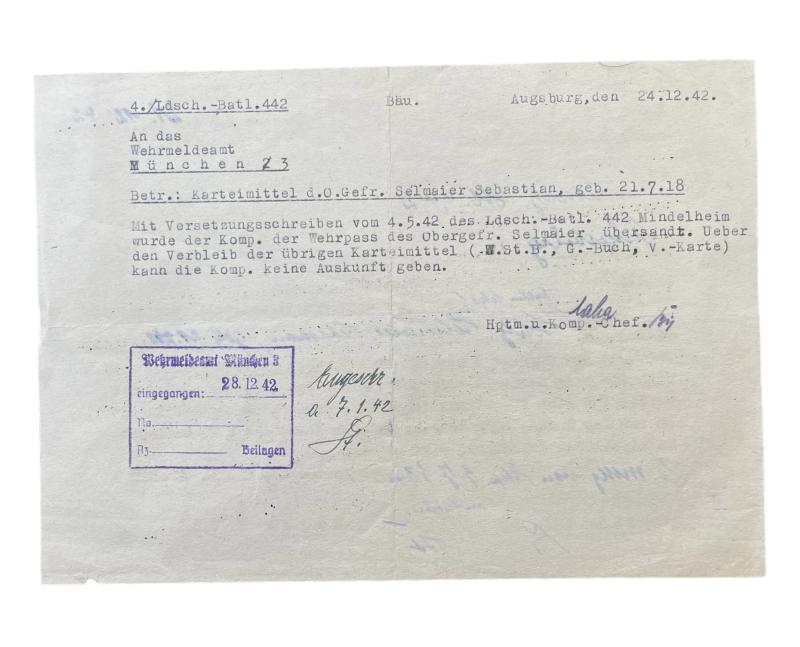 4./Ldsch.-Batl.442 Bäu. Augsburg,den 24.12.42.
An das
Wehrmeldeamt
München 3
Betr.: Karteimittel d.O.Gefr. Selmaier Sebastian, geb. 21.7.18
Mit Versetzungsschreiben vom 4.5.42 des Ldsch.-Batl. 442 Mindelheim
wurde der Komp. der Wehrpass des Obergefr. Selmaier übersandt. Ueber
den Verbleib der übrigen Karteimittel (W.St.B., G.-Buch, V.-Karte)
kann die Komp. keine Auskunft geben.
Hptm.u.Komp.-Chef.
Wehrmeldeamt München 3
eingegangen: 28.12.42.
No.
Az. Beilagen
a 7.1.42